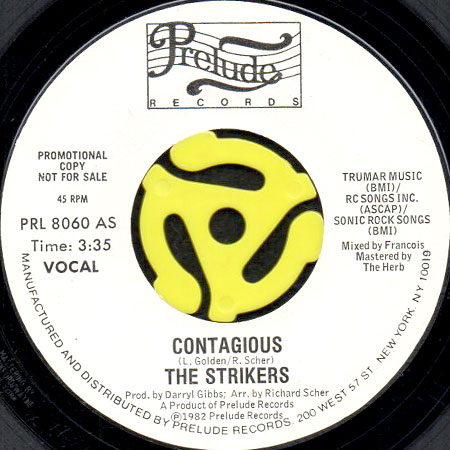 Prelude
RECORDS
PROMOTIONAL
COPY
NOT FOR SALE
45 RPM
PRL 8060 AS
Time: 3:35
VOCAL
TRUMAR MUSIC
(BMI)/
RC SONGS INC.
(ASCAP)/
SONIC ROCK SONGS
(BMI)
Mixed by Francois
Mastered by
The Herb
CONTAGIOUS
(L. Golden/R. Scher)
THE STRIKERS
Prod. by Darryl Gibbs; Arr. by Richard Scher
A Product of Prelude Records
Ⓟ©1982 Prelude Records
MANUFACTURED AND DISTRIBUTED BY PRELUDE RECORDS, 200 WEST 57 ST. NEW YORK, NY 10019